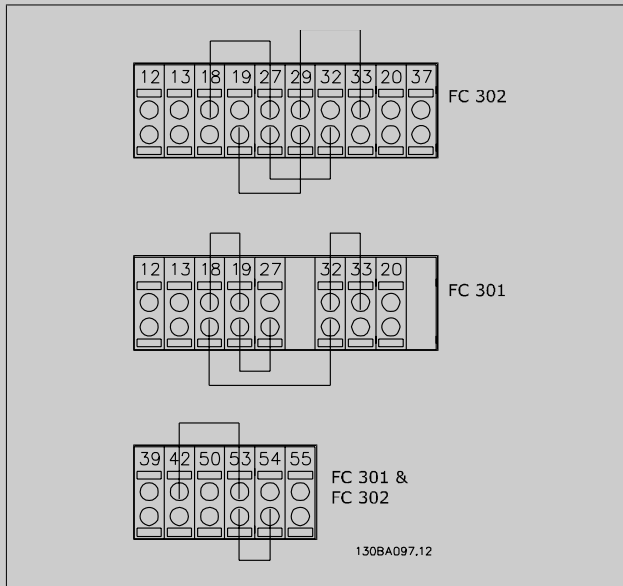 12 13 18 19 27 29 32 33 20 37
FC 302
12 13 18 19 27 32 33 20
FC 301
39 42 50 53 54 55
FC 301 &
FC 302
130BA097.12